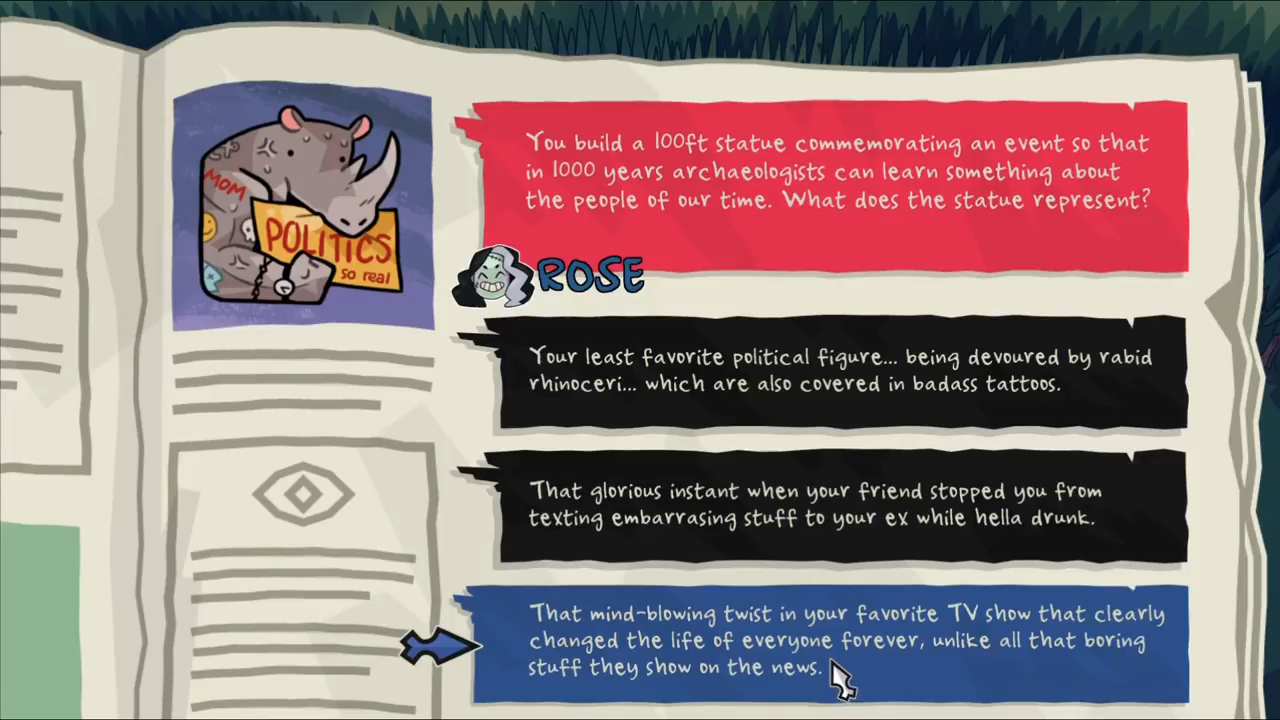 MOM
POLITICS
so real
You build a 100ft statue commemorating an event so that
in 1000 years archaeologists can learn something about
the people of our time. What does the statue represent?
ROSE
Your least favorite political figure... being devoured by rabid
rhinoceri... which are also covered in badass tattoos.
That glorious instant when your friend stopped you from
texting embarrasing stuff to your ex while hella drunk.
That mind-blowing twist in your favorite TV show that clearly
changed the life of everyone forever, unlike all that boring
stuff they show on the news.